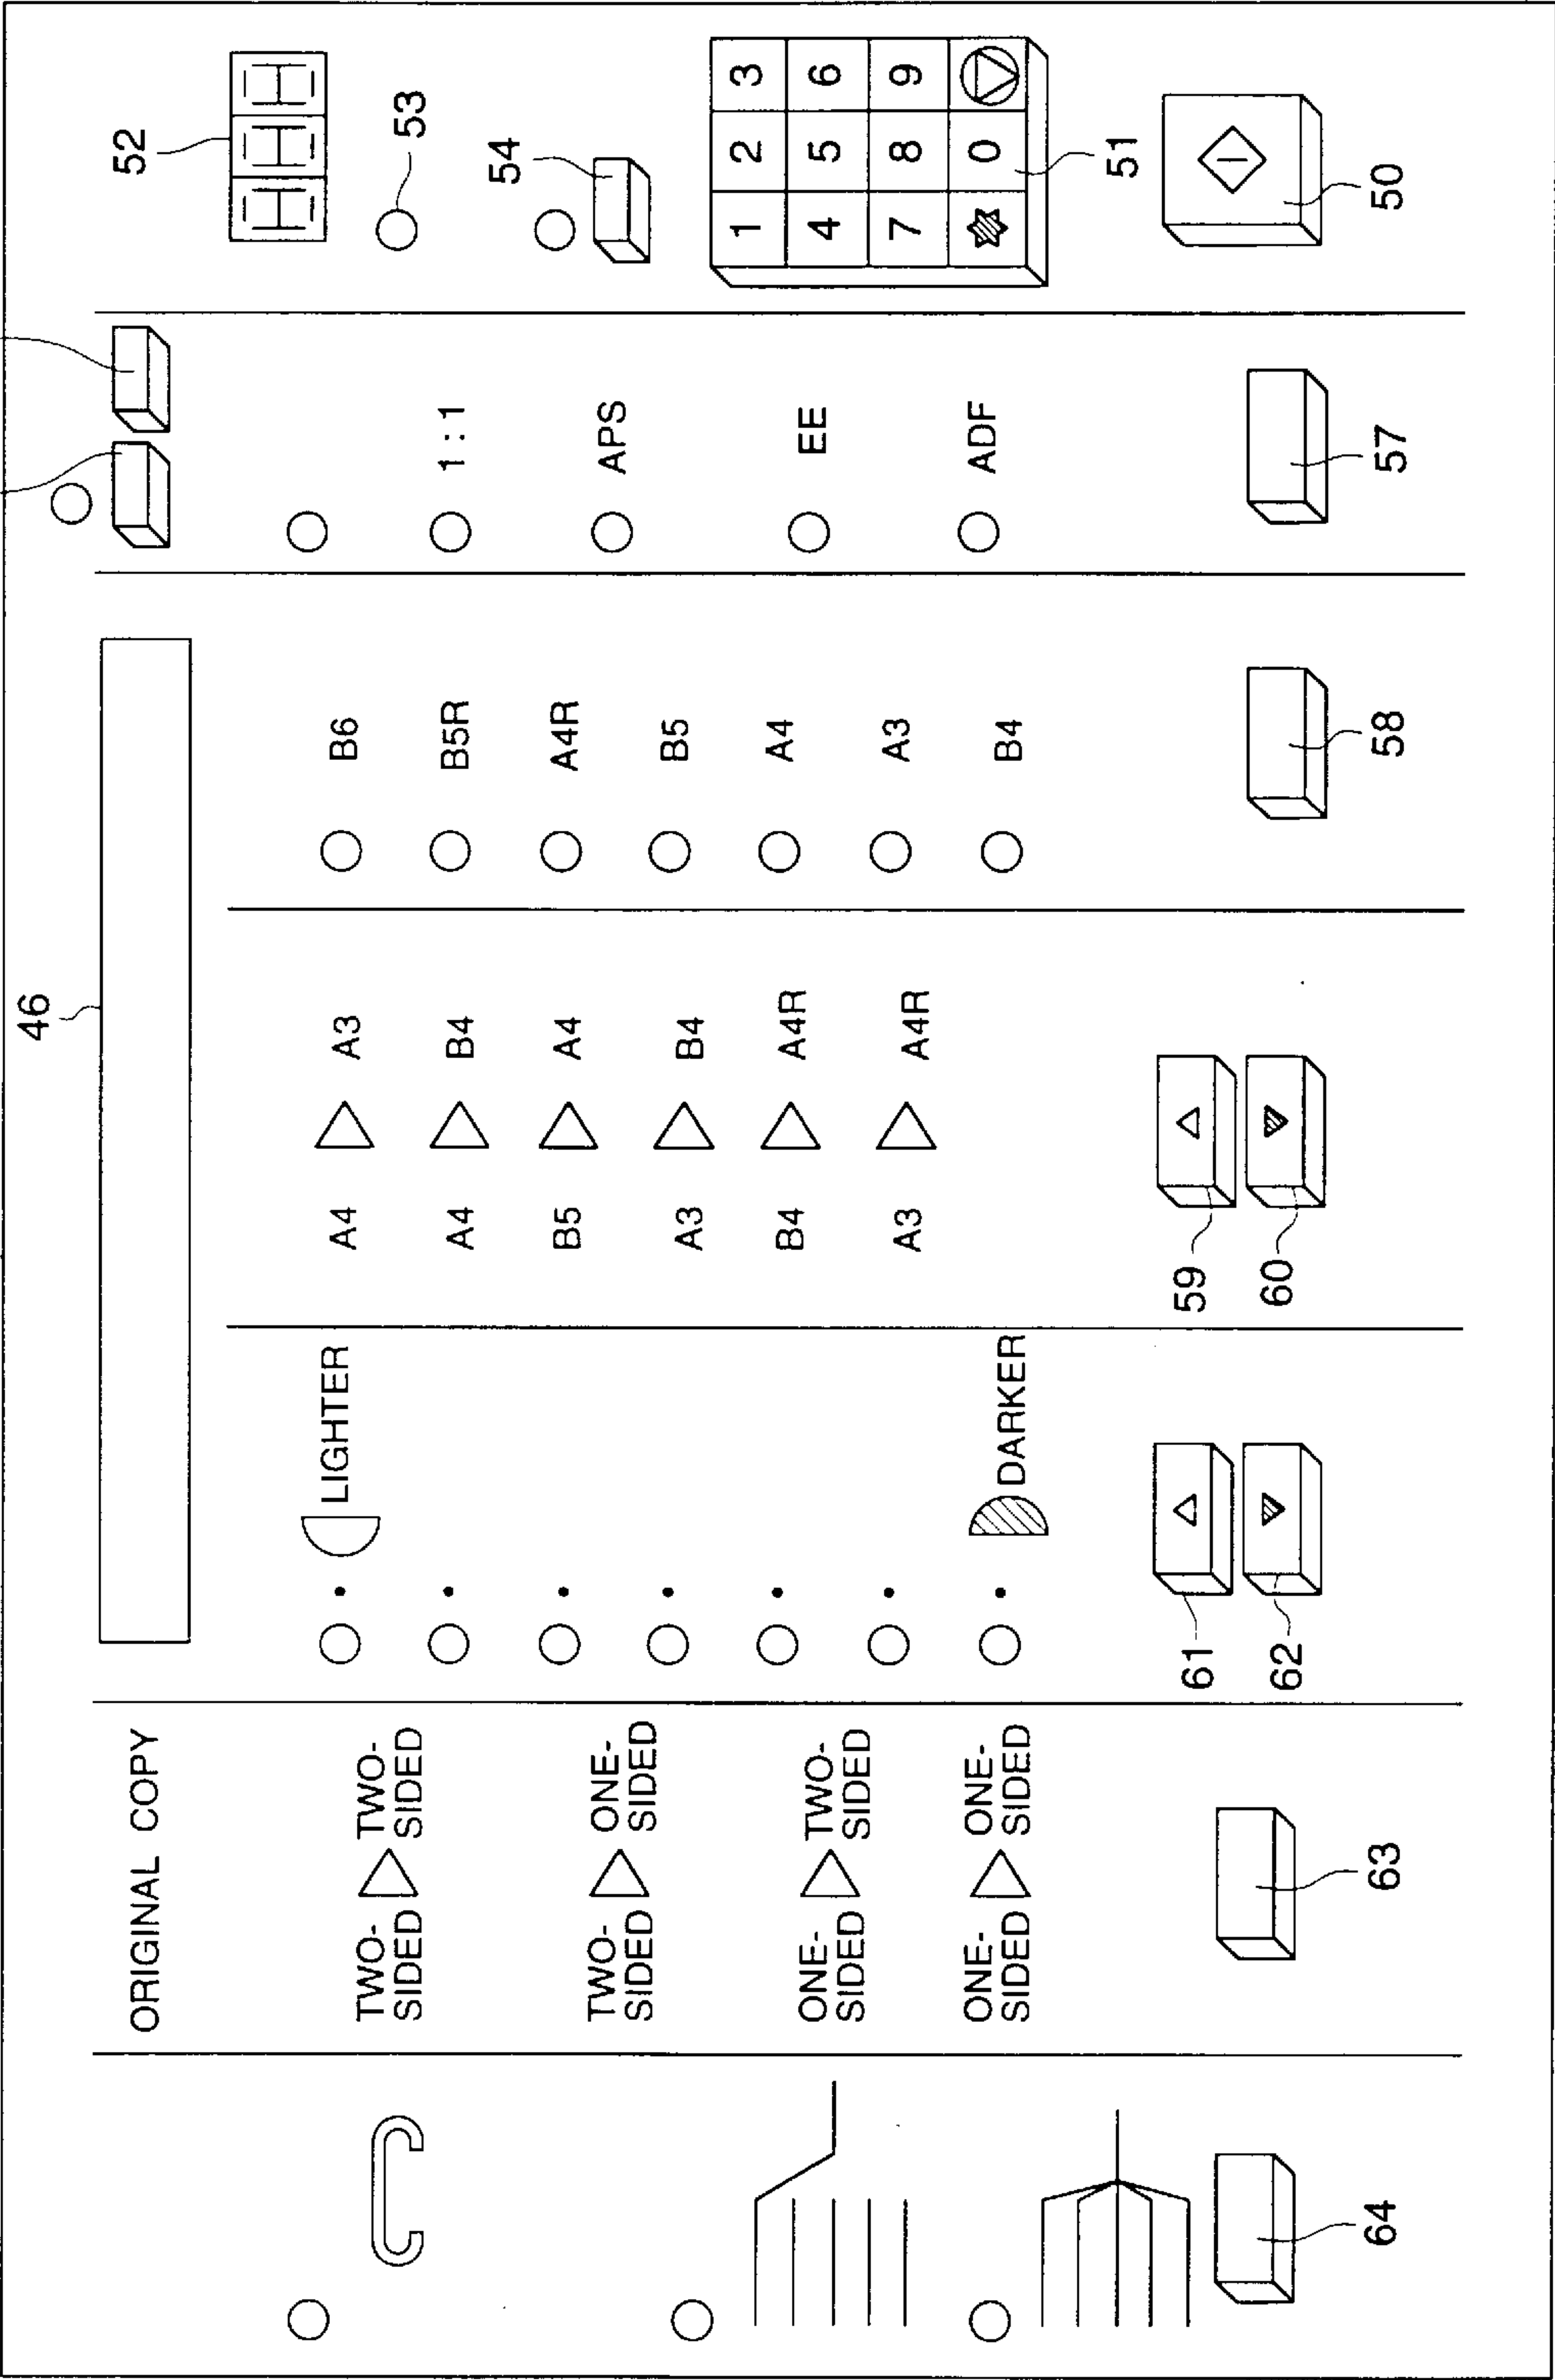 46
ORIGINAL COPY
TWO-
SIDED
TWO-
SIDED
TWO-
SIDED
ONE-
SIDED
ONE-
SIDED
TWO-
SIDED
ONE-
SIDED
ONE-
SIDED
LIGHTER
DARKER
A4 A3
A4 B4
B5 A4
A3 B4
B4 A4R
A3 A4R
B6
B5R
A4R
B5
A4
A3
B4
1 : 1
APS
EE
ADF
52
53
54
1 2 3
4 5 6
7 8 9
0
51
50
64
63
61
62
59
60
58
57